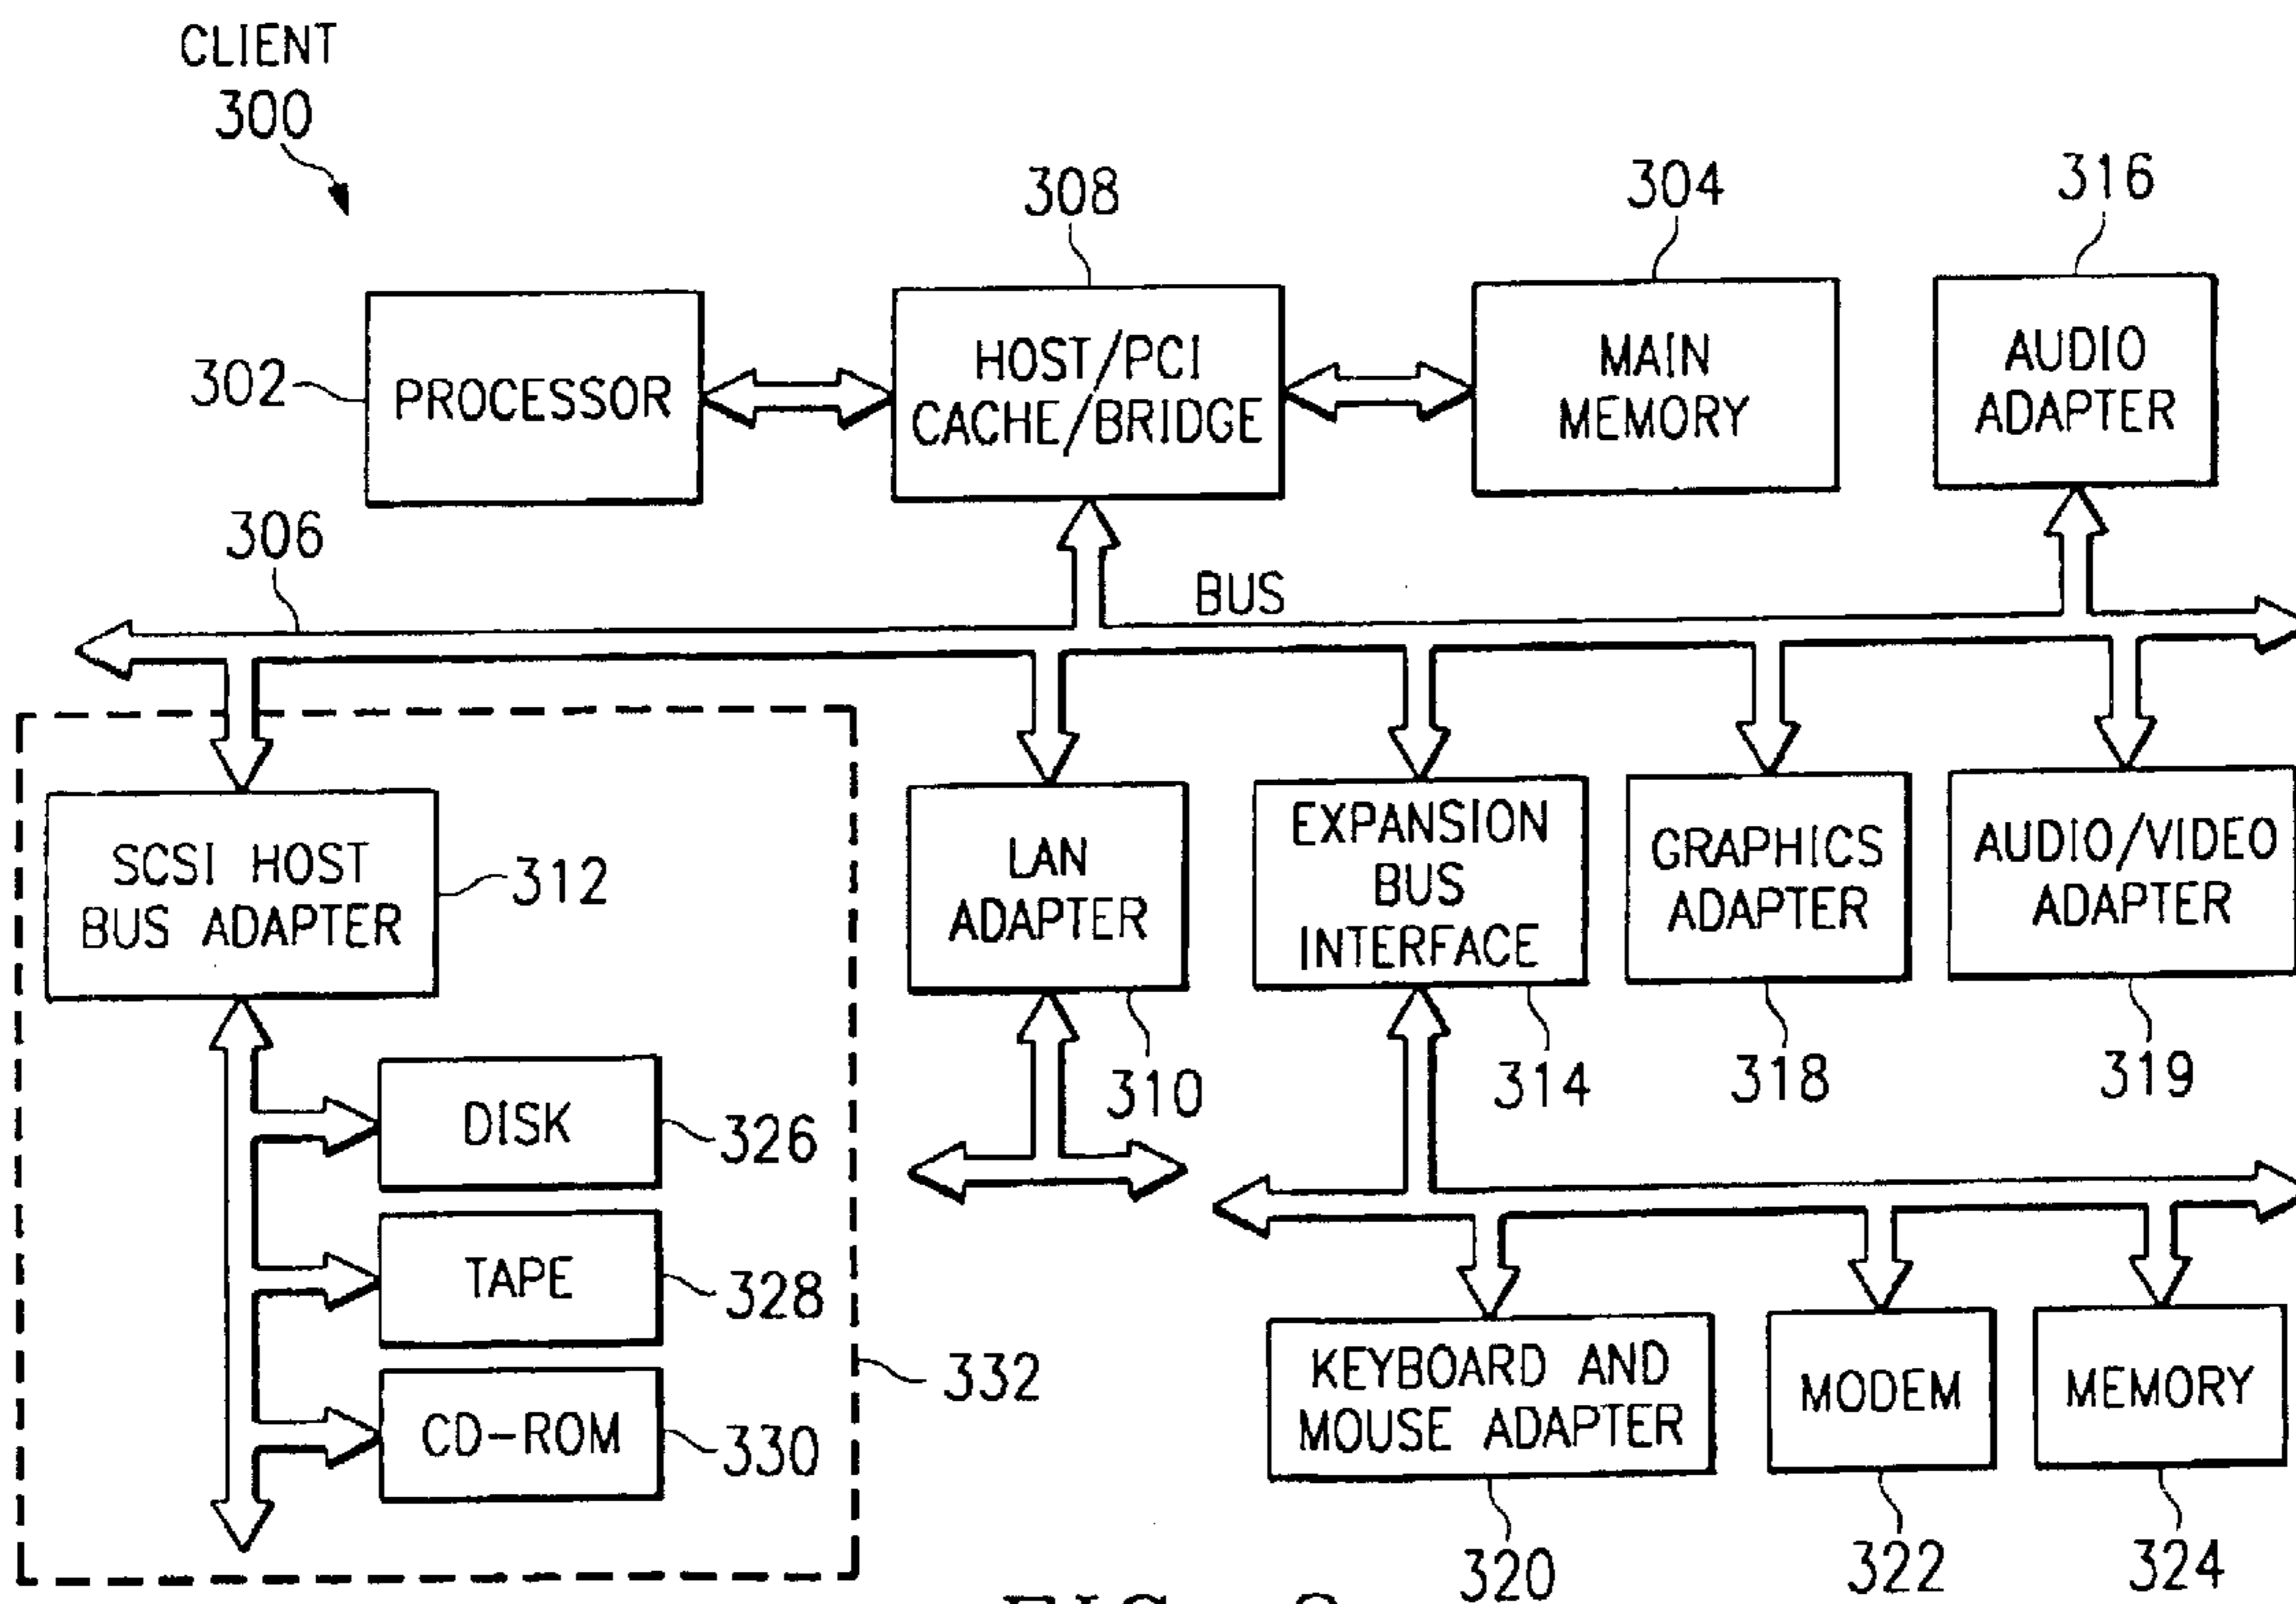 CLIENT
300
308
304
316
302
PROCESSOR
HOST/PCI
CACHE/BRIDGE
MAIN
MEMORY
AUDIO
ADAPTER
306
BUS
SCSI HOST
BUS ADAPTER
312
LAN
ADAPTER
EXPANSION
BUS
INTERFACE
GRAPHICS
ADAPTER
AUDIO/VIDEO
ADAPTER
310
314
318
319
DISK
326
TAPE
328
CD-ROM
330
332
KEYBOARD AND
MOUSE ADAPTER
MODEM
MEMORY
320
322
324